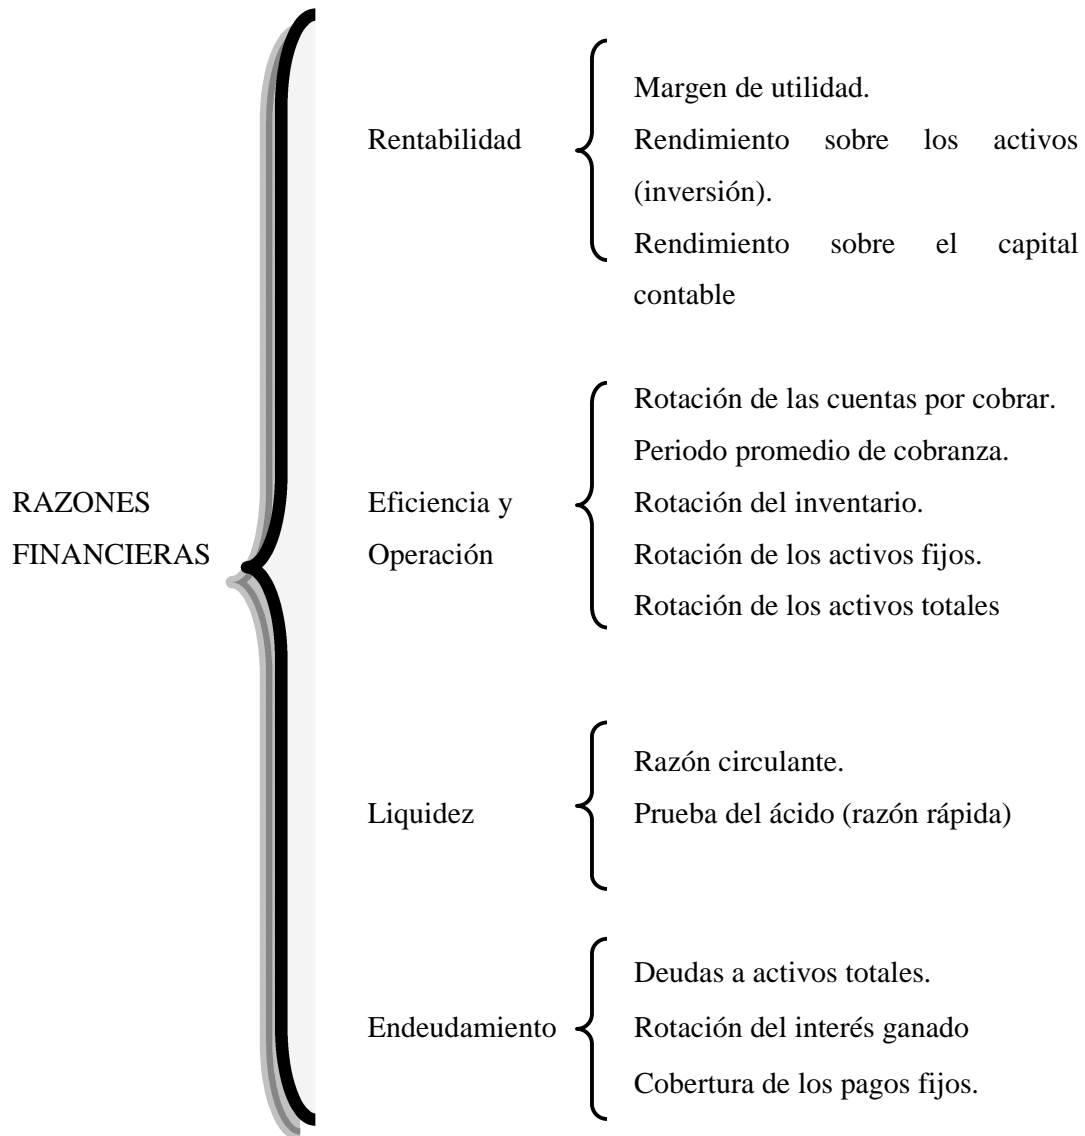 RAZONES
FINANCIERAS
Rentabilidad
Margen de utilidad.
Rendimiento sobre los activos
(inversión).
Rendimiento sobre el capital
contable
Eficiencia y
Operación
Rotación de las cuentas por cobrar.
Periodo promedio de cobranza.
Rotación del inventario.
Rotación de los activos fijos.
Rotación de los activos totales
Liquidez
Razón circulante.
Prueba del ácido (razón rápida)
Endeudamiento
Deudas a activos totales.
Rotación del interés ganado
Cobertura de los pagos fijos.